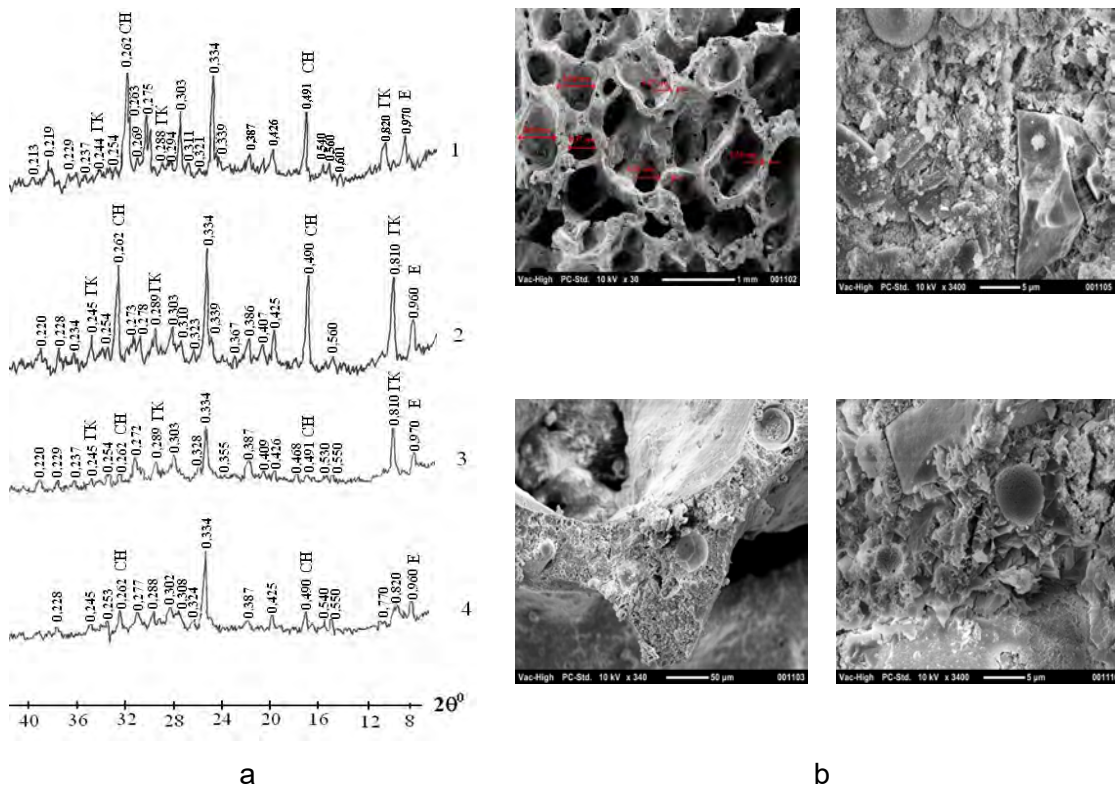 0,213
0,219
0,229
0,237
0,244 ГК
0,254
0,262 CH
0,263
0,269
0,275
0,288 ГК
0,294
0,303
0,311
0,321
0,334
0,339
0,387
0,426
0,491 CH
0,540
0,560
0,601
0,820 ГК
0,970 E
1
0,220
0,228
0,234
0,245 ГК
0,254
0,262 CH
0,273
0,278
0,289 ГК
0,303
0,310
0,323
0,334
0,339
0,367
0,386
0,407
0,425
0,490 CH
0,560
0,810 ГК
0,960 E
2
0,220
0,229
0,237
0,245 ГК
0,254
0,262 CH
0,272
0,289 ГК
0,303
0,328
0,334
0,355
0,387
0,409
0,426
0,468
0,491 CH
0,530
0,550
0,810 ГК
0,970 E
3
0,228
0,245
0,253
0,262 CH
0,277
0,288
0,302
0,308
0,324
0,334
0,387
0,425
0,490 CH
0,540
0,550
0,770
0,820
0,960 E
4
40 36 32 28 24 20 16 12 8 2θ⁰
a
Vac-High PC-Std. 10 kV x 30 1 mm 001102
Vac-High PC-Std. 10 kV x 3400 5 µm 001105
Vac-High PC-Std. 10 kV x 340 50 µm 001103
Vac-High PC-Std. 10 kV x 3400 5 µm
b